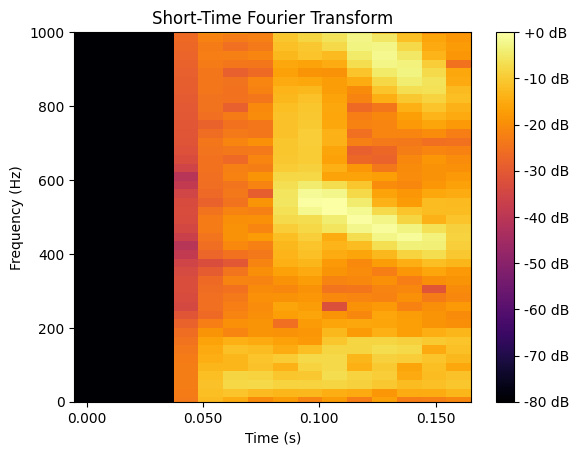 Short-Time Fourier Transform
1000
800
600
400
200
0
Frequency (Hz)
0.000
0.050
0.100
0.150
Time (s)
+0 dB
-10 dB
-20 dB
-30 dB
-40 dB
-50 dB
-60 dB
-70 dB
-80 dB